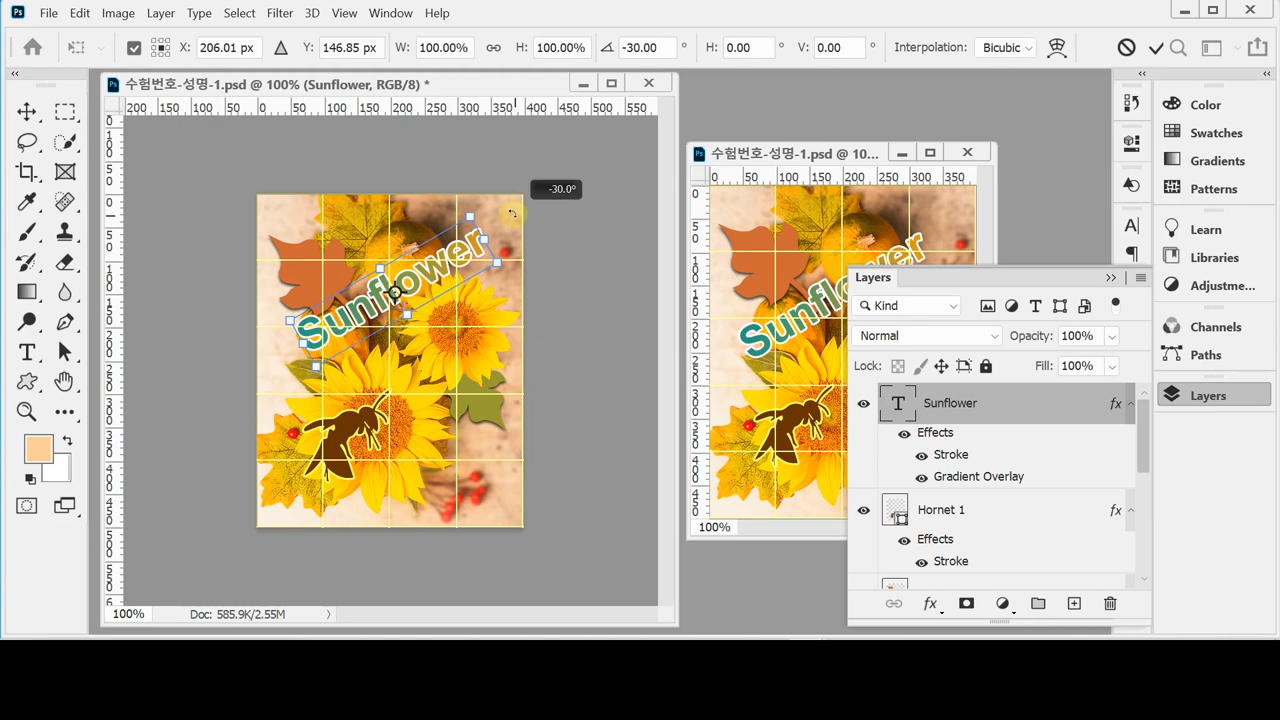 File Edit Image Layer Type Select Filter 3D View Window Help
X: 206.01 px Y: 146.85 px W: 100.00% H: 100.00% -30.00 ° H: 0.00 ° V: 0.00 ° Interpolation: Bicubic
수험번호-성명-1.psd @ 100% (Sunflower, RGB/8) *
200 150 100 50 0 50 100 150 200 250 300 350 400 450 500 550
-30.0°
Sunflower
100% Doc: 585.9K/2.55M
수험번호-성명-1.psd @ 10...
0 50 100 150 200 250 300 350
100%
Layers
Kind
Normal Opacity: 100%
Lock: Fill: 100%
T Sunflower fx
Effects
Stroke
Gradient Overlay
Hornet 1 fx
Effects
Stroke
fx
Color
Swatches
Gradients
Patterns
Learn
Libraries
Adjustme...
Channels
Paths
Layers